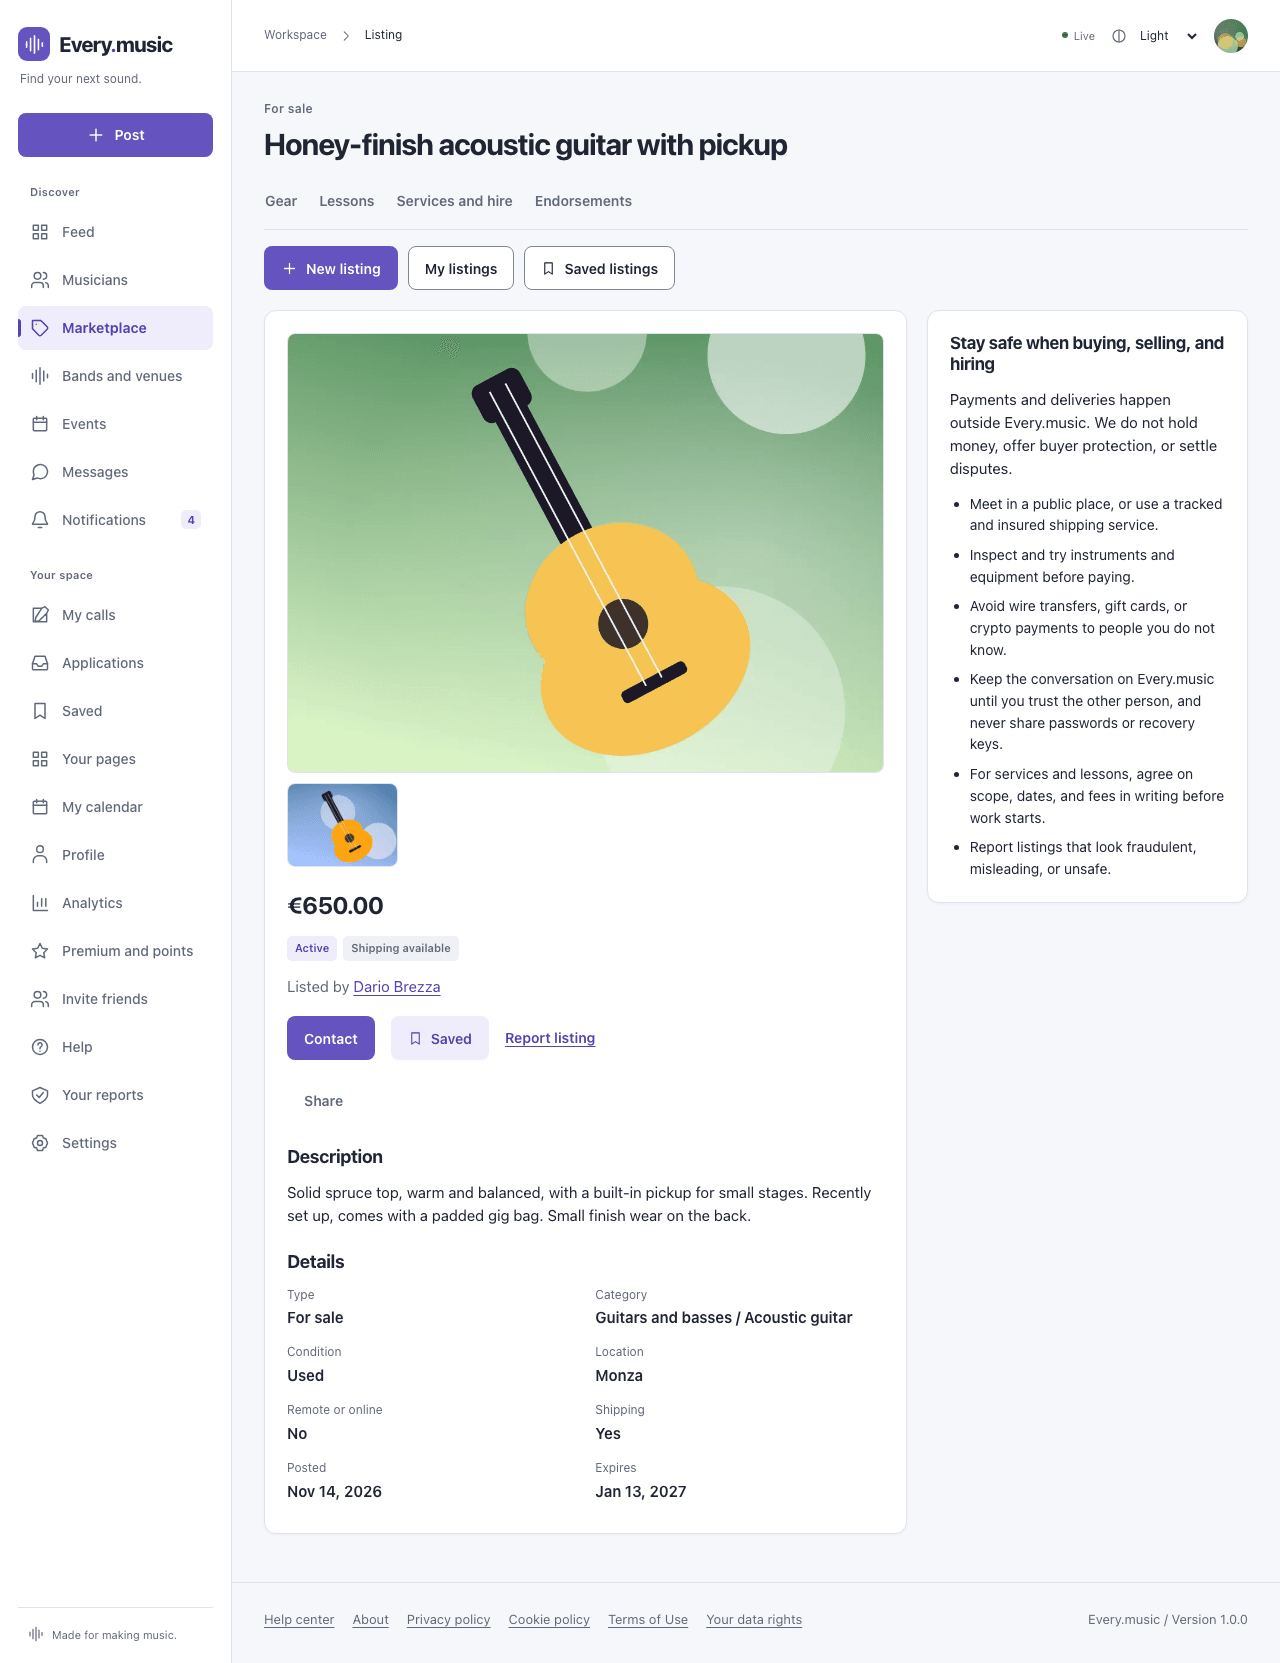 Every.music
Find your next sound.
Post
Discover
Feed
Musicians
Marketplace
Bands and venues
Events
Messages
Notifications 4
Your space
My calls
Applications
Saved
Your pages
My calendar
Profile
Analytics
Premium and points
Invite friends
Help
Your reports
Settings
Made for making music.
Workspace > Listing
Live
Light
For sale
Honey-finish acoustic guitar with pickup
Gear Lessons Services and hire Endorsements
New listing My listings Saved listings
€650.00
Active Shipping available
Listed by Dario Brezza
Contact Saved Report listing
Share
Description
Solid spruce top, warm and balanced, with a built-in pickup for small stages. Recently
set up, comes with a padded gig bag. Small finish wear on the back.
Details
Type
For sale
Category
Guitars and basses / Acoustic guitar
Condition
Used
Location
Monza
Remote or online
No
Shipping
Yes
Posted
Nov 14, 2026
Expires
Jan 13, 2027
Stay safe when buying, selling, and
hiring
Payments and deliveries happen
outside Every.music. We do not hold
money, offer buyer protection, or settle
disputes.
• Meet in a public place, or use a tracked
and insured shipping service.
• Inspect and try instruments and
equipment before paying.
• Avoid wire transfers, gift cards, or
crypto payments to people you do not
know.
• Keep the conversation on Every.music
until you trust the other person, and
never share passwords or recovery
keys.
• For services and lessons, agree on
scope, dates, and fees in writing before
work starts.
• Report listings that look fraudulent,
misleading, or unsafe.
Help center About Privacy policy Cookie policy Terms of Use Your data rights
Every.music / Version 1.0.0